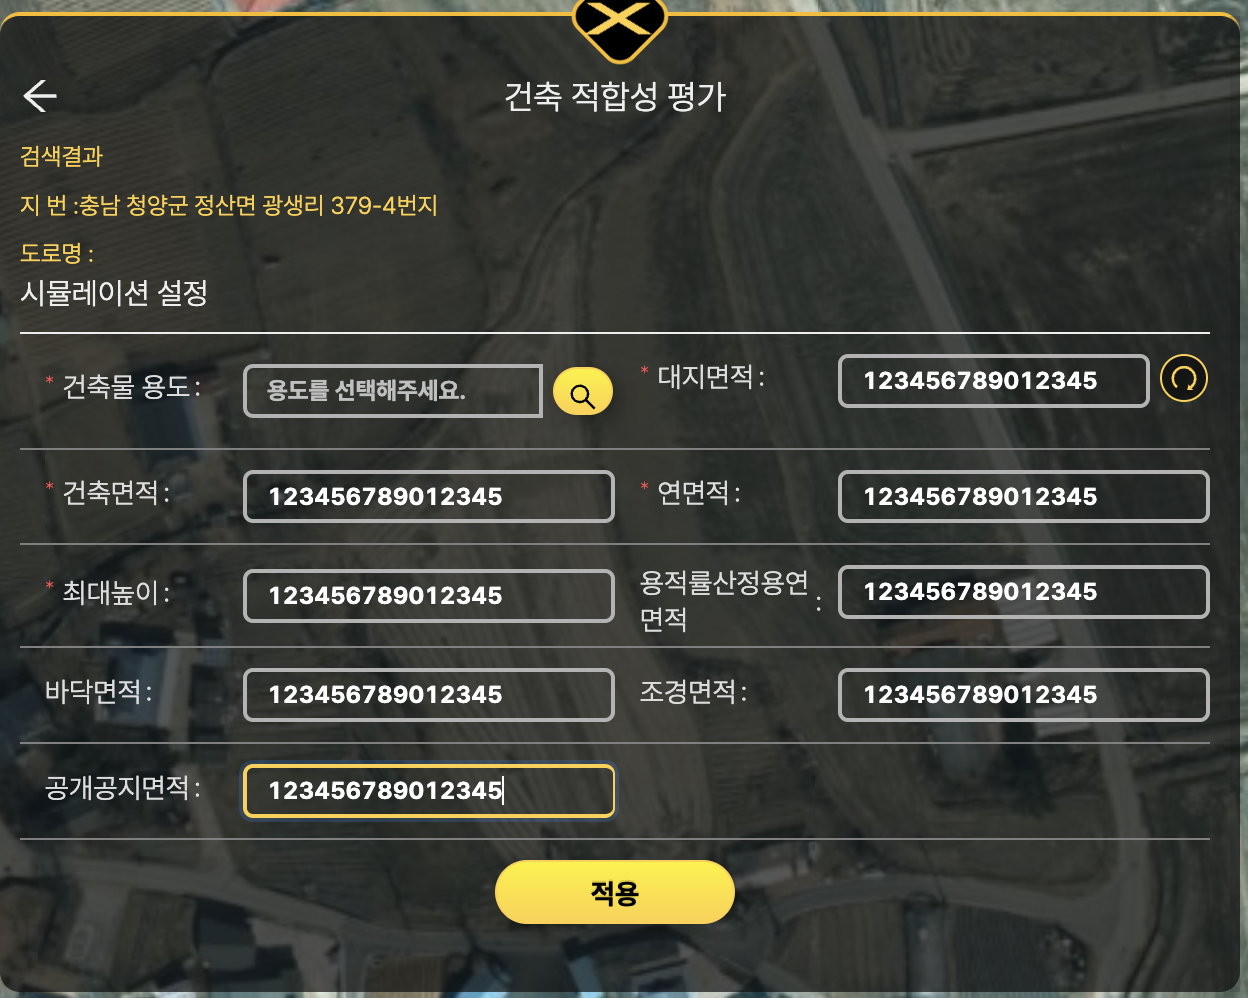 건축 적합성 평가
검색결과
지 번 :충남 청양군 정산면 광생리 379-4번지
도로명 :
시뮬레이션 설정
* 건축물 용도 : 용도를 선택해주세요. * 대지면적 : 123456789012345
* 건축면적 : 123456789012345 * 연면적 : 123456789012345
* 최대높이 : 123456789012345 용적률산정용연
면적 : 123456789012345
바닥면적 : 123456789012345 조경면적 : 123456789012345
공개공지면적 : 123456789012345
적용